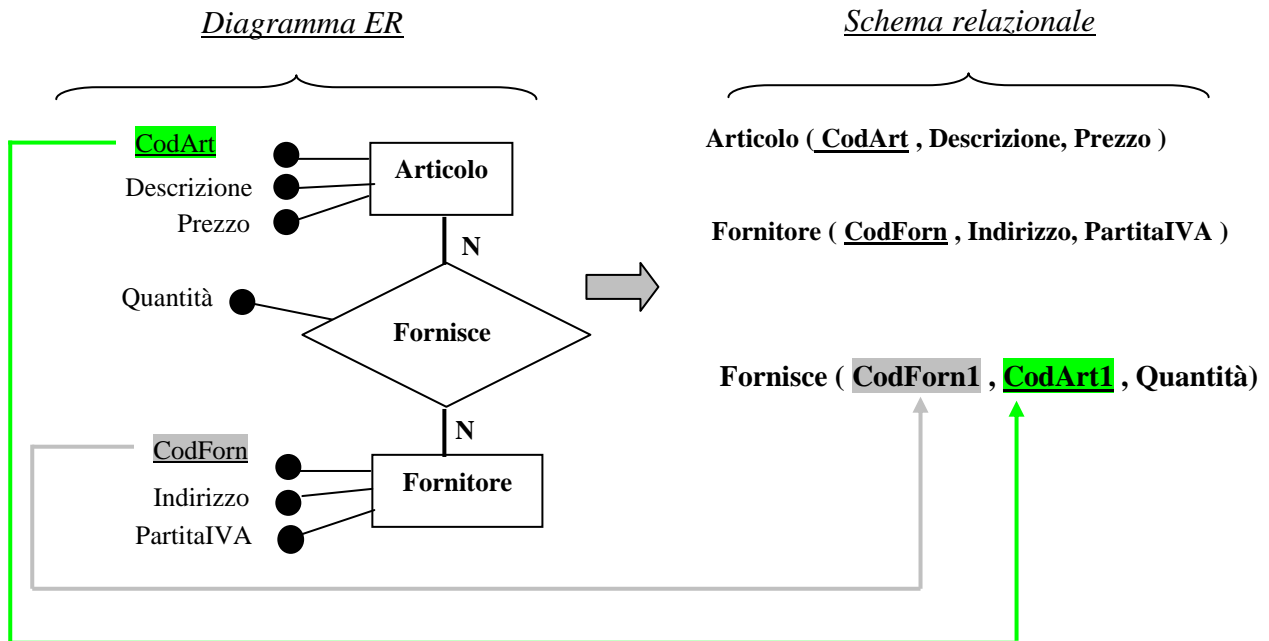 Diagramma ER
Schema relazionale
CodArt
Descrizione
Prezzo
Articolo
N
Quantità
Fornisce
N
CodForn
Indirizzo
PartitaIVA
Fornitore
Articolo ( CodArt , Descrizione, Prezzo )
Fornitore ( CodForn , Indirizzo, PartitaIVA )
Fornisce ( CodForn1 , CodArt1 , Quantità)